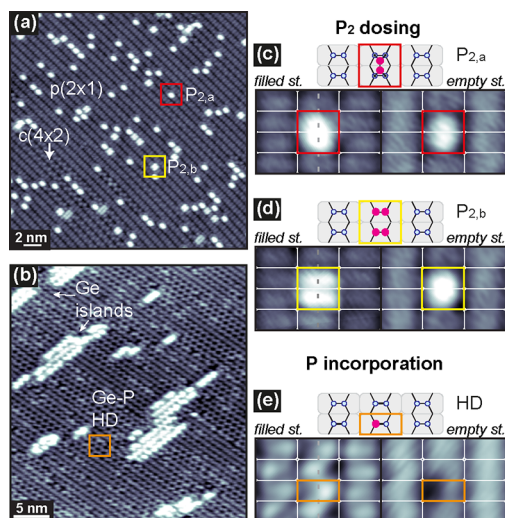 (a)
p(2x1)
P2,a
c(4x2)
P2,b
2 nm
(b)
Ge
islands
Ge-P
HD
5 nm
P2 dosing
(c)
P2,a
filled st.
empty st.
(d)
P2,b
filled st.
empty st.
P incorporation
(e)
HD
filled st.
empty st.